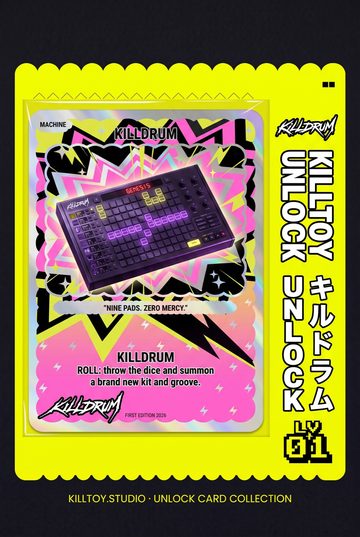 MACHINE
KILLDRUM
KILLDRUM
GENESIS
"NINE PADS. ZERO MERCY."
KILLDRUM
ROLL: throw the dice and summon
a brand new kit and groove.
KILLDRUM
FIRST EDITION 2026
KILLDRUM
KILLTOY キルドラム
UNLOCK UNLOCK
LV
01
KILLTOY.STUDIO · UNLOCK CARD COLLECTION